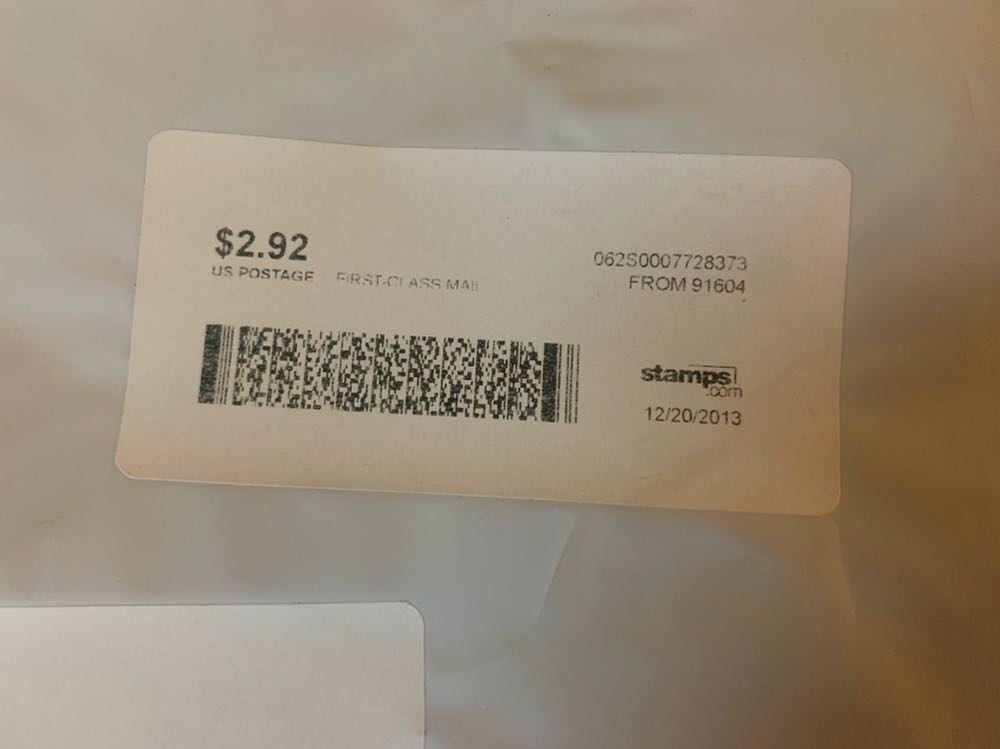 $2.92
US POSTAGE FIRST-CLASS MAIL
062S0007728373
FROM 91604
stamps
.com
12/20/2013